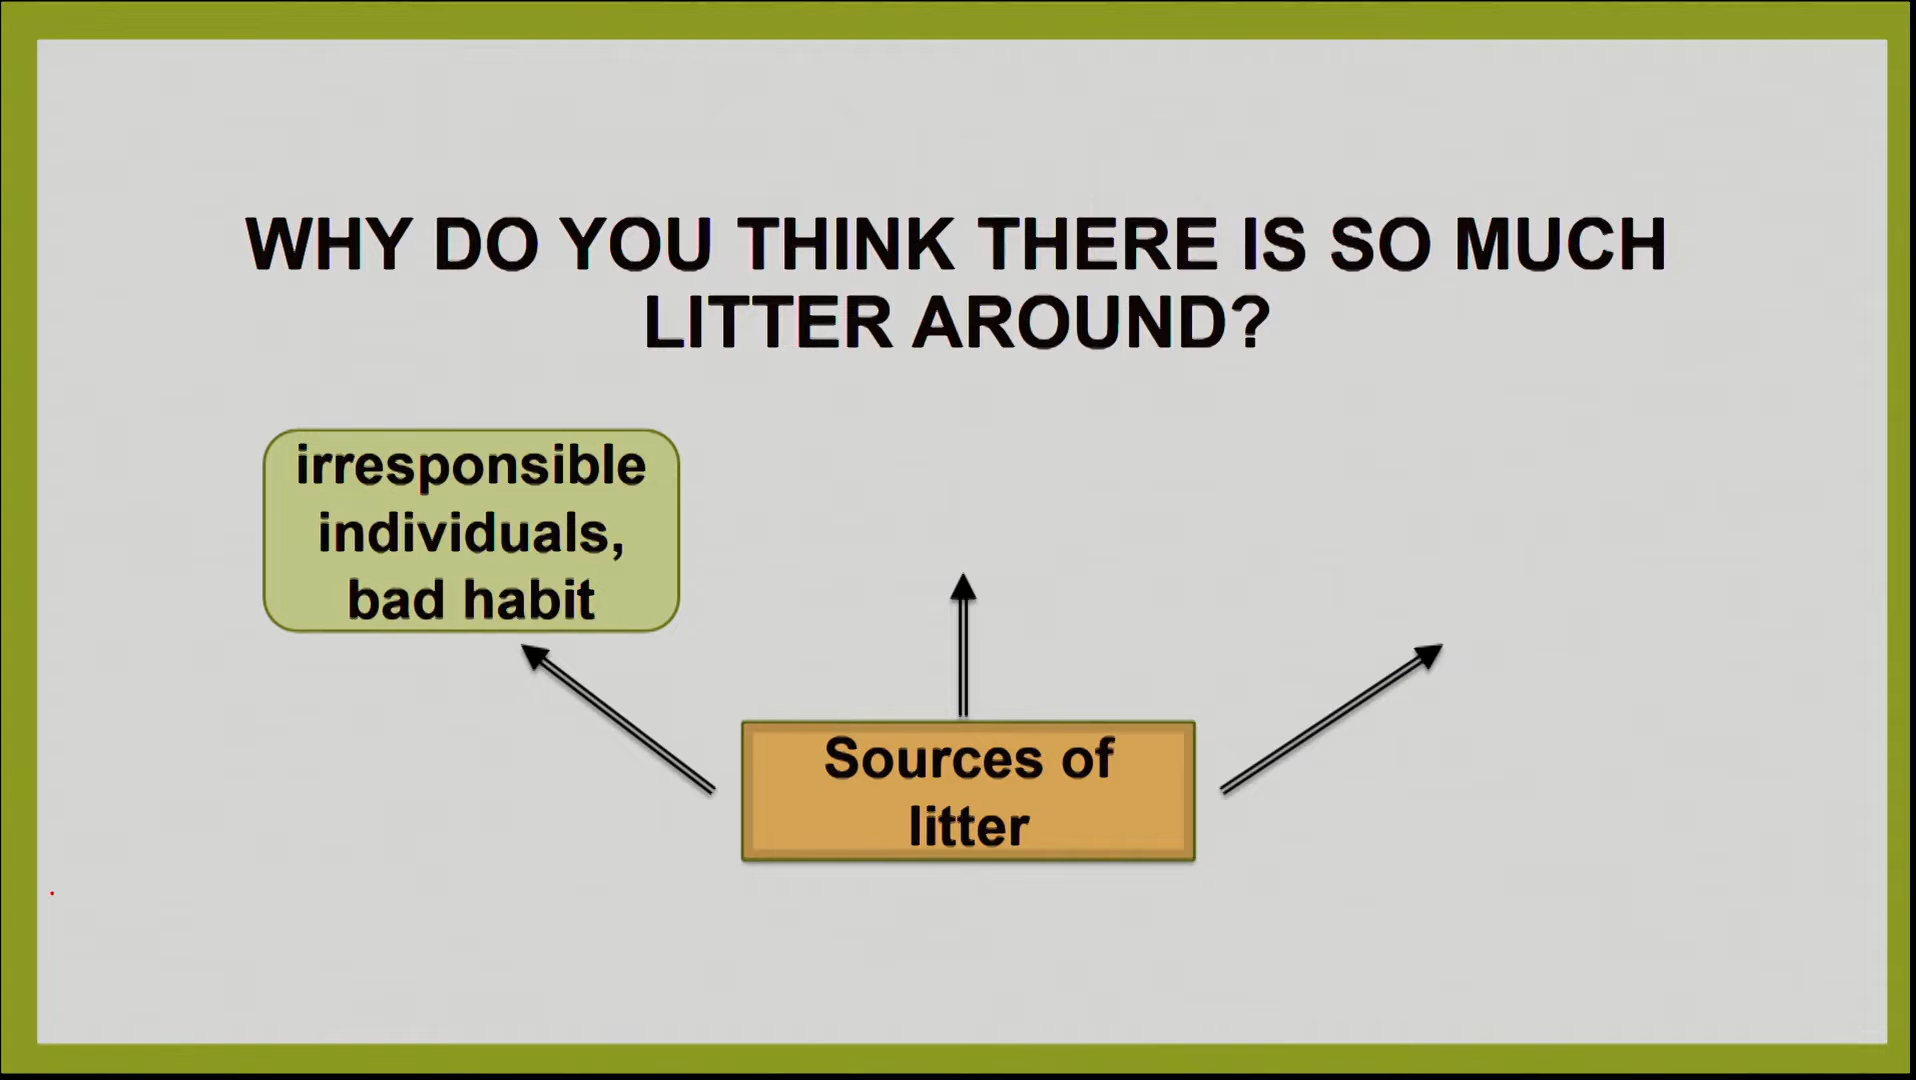 WHY DO YOU THINK THERE IS SO MUCH
LITTER AROUND?
irresponsible
individuals,
bad habit
Sources of
litter